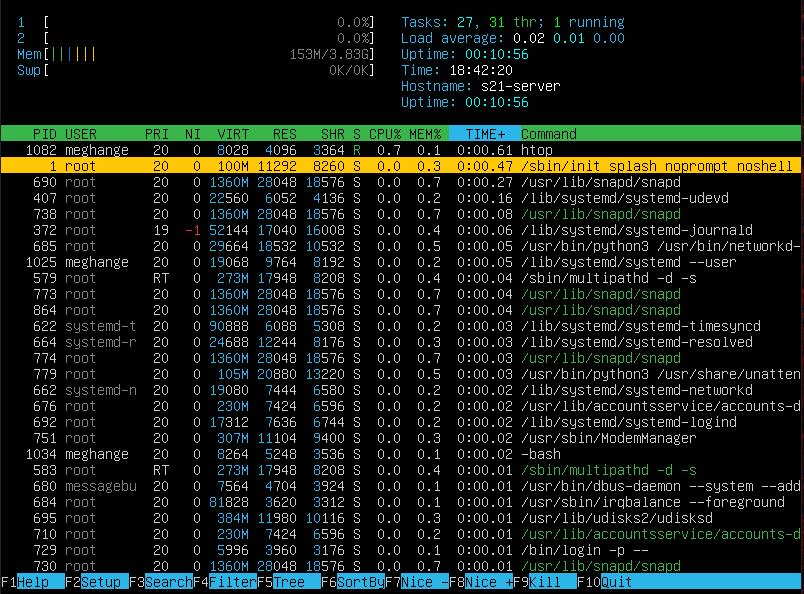 1 [ 0.0%] Tasks: 27, 31 thr; 1 running
2 [ 0.0%] Load average: 0.02 0.01 0.00
Mem[|||||| 153M/3.83G] Uptime: 00:10:56
Swp[ 0K/0K] Time: 18:42:20
Hostname: s21-server
Uptime: 00:10:56
PID USER PRI NI VIRT RES SHR S CPU% MEM% TIME+ Command
1082 meghange 20 0 8028 4096 3364 R 0.7 0.1 0:00.61 htop
1 root 20 0 100M 11292 8260 S 0.0 0.3 0:00.47 /sbin/init splash noprompt noshell
690 root 20 0 1360M 28048 18576 S 0.0 0.7 0:00.27 /usr/lib/snapd/snapd
407 root 20 0 22560 6052 4136 S 0.0 0.2 0:00.16 /lib/systemd/systemd-udevd
738 root 20 0 1360M 28048 18576 S 0.0 0.7 0:00.08 /usr/lib/snapd/snapd
372 root 19 -1 52144 17040 16008 S 0.0 0.4 0:00.06 /lib/systemd/systemd-journald
685 root 20 0 29664 18532 10532 S 0.0 0.5 0:00.05 /usr/bin/python3 /usr/bin/networkd-
1025 meghange 20 0 19068 9764 8192 S 0.0 0.2 0:00.05 /lib/systemd/systemd --user
579 root RT 0 273M 17948 8208 S 0.0 0.4 0:00.04 /sbin/multipathd -d -s
773 root 20 0 1360M 28048 18576 S 0.0 0.7 0:00.04 /usr/lib/snapd/snapd
864 root 20 0 1360M 28048 18576 S 0.0 0.7 0:00.04 /usr/lib/snapd/snapd
622 systemd-t 20 0 90888 6088 5308 S 0.0 0.2 0:00.03 /lib/systemd/systemd-timesyncd
664 systemd-r 20 0 24688 12244 8176 S 0.0 0.3 0:00.03 /lib/systemd/systemd-resolved
774 root 20 0 1360M 28048 18576 S 0.0 0.7 0:00.03 /usr/lib/snapd/snapd
779 root 20 0 105M 20880 13220 S 0.0 0.5 0:00.03 /usr/bin/python3 /usr/share/unatten
662 systemd-n 20 0 19080 7444 6580 S 0.0 0.2 0:00.02 /lib/systemd/systemd-networkd
676 root 20 0 230M 7424 6596 S 0.0 0.2 0:00.02 /usr/lib/accountsservice/accounts-d
692 root 20 0 17312 7636 6744 S 0.0 0.2 0:00.02 /lib/systemd/systemd-logind
751 root 20 0 307M 11104 9400 S 0.0 0.3 0:00.02 /usr/sbin/ModemManager
1034 meghange 20 0 8264 5248 3536 S 0.0 0.1 0:00.02 -bash
583 root RT 0 273M 17948 8208 S 0.0 0.4 0:00.01 /sbin/multipathd -d -s
680 messagebu 20 0 7564 4704 3924 S 0.0 0.1 0:00.01 /usr/bin/dbus-daemon --system --add
684 root 20 0 81828 3620 3312 S 0.0 0.1 0:00.01 /usr/sbin/irqbalance --foreground
695 root 20 0 384M 11980 10116 S 0.0 0.3 0:00.01 /usr/lib/udisks2/udisksd
710 root 20 0 230M 7424 6596 S 0.0 0.2 0:00.01 /usr/lib/accountsservice/accounts-d
729 root 20 0 5996 3960 3176 S 0.0 0.1 0:00.01 /bin/login -p --
730 root 20 0 1360M 28048 18576 S 0.0 0.7 0:00.01 /usr/lib/snapd/snapd
F1Help F2Setup F3SearchF4FilterF5Tree F6SortByF7Nice -F8Nice +F9Kill F10Quit